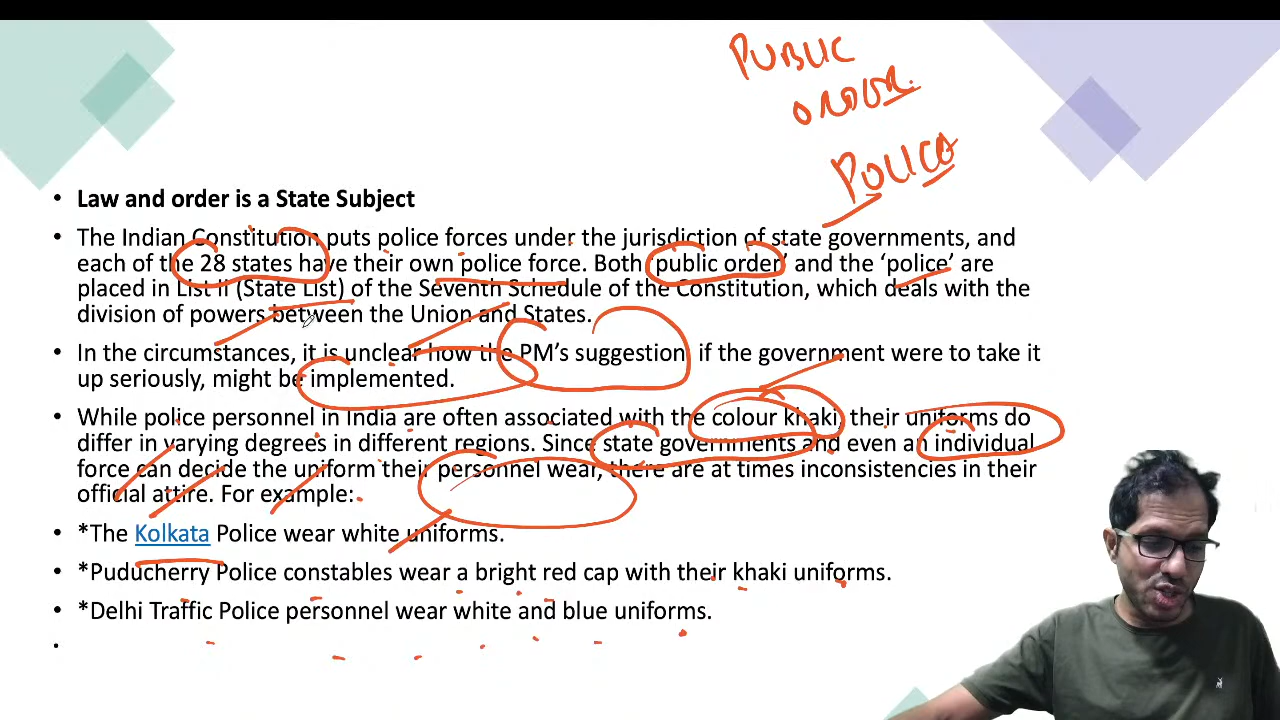 PUBLIC
ORDER.
POLICE
• Law and order is a State Subject
• The Indian Constitution puts police forces under the jurisdiction of state governments, and
each of the 28 states have their own police force. Both ‘public order’ and the ‘police’ are
placed in List II (State List) of the Seventh Schedule of the Constitution, which deals with the
division of powers between the Union and States.
• In the circumstances, it is unclear how the PM’s suggestion, if the government were to take it
up seriously, might be implemented.
• While police personnel in India are often associated with the colour khaki, their uniforms do
differ in varying degrees in different regions. Since state governments and even an individual
force can decide the uniform their personnel wear, there are at times inconsistencies in their
official attire. For example:
• *The Kolkata Police wear white uniforms.
• *Puducherry Police constables wear a bright red cap with their khaki uniforms.
• *Delhi Traffic Police personnel wear white and blue uniforms.